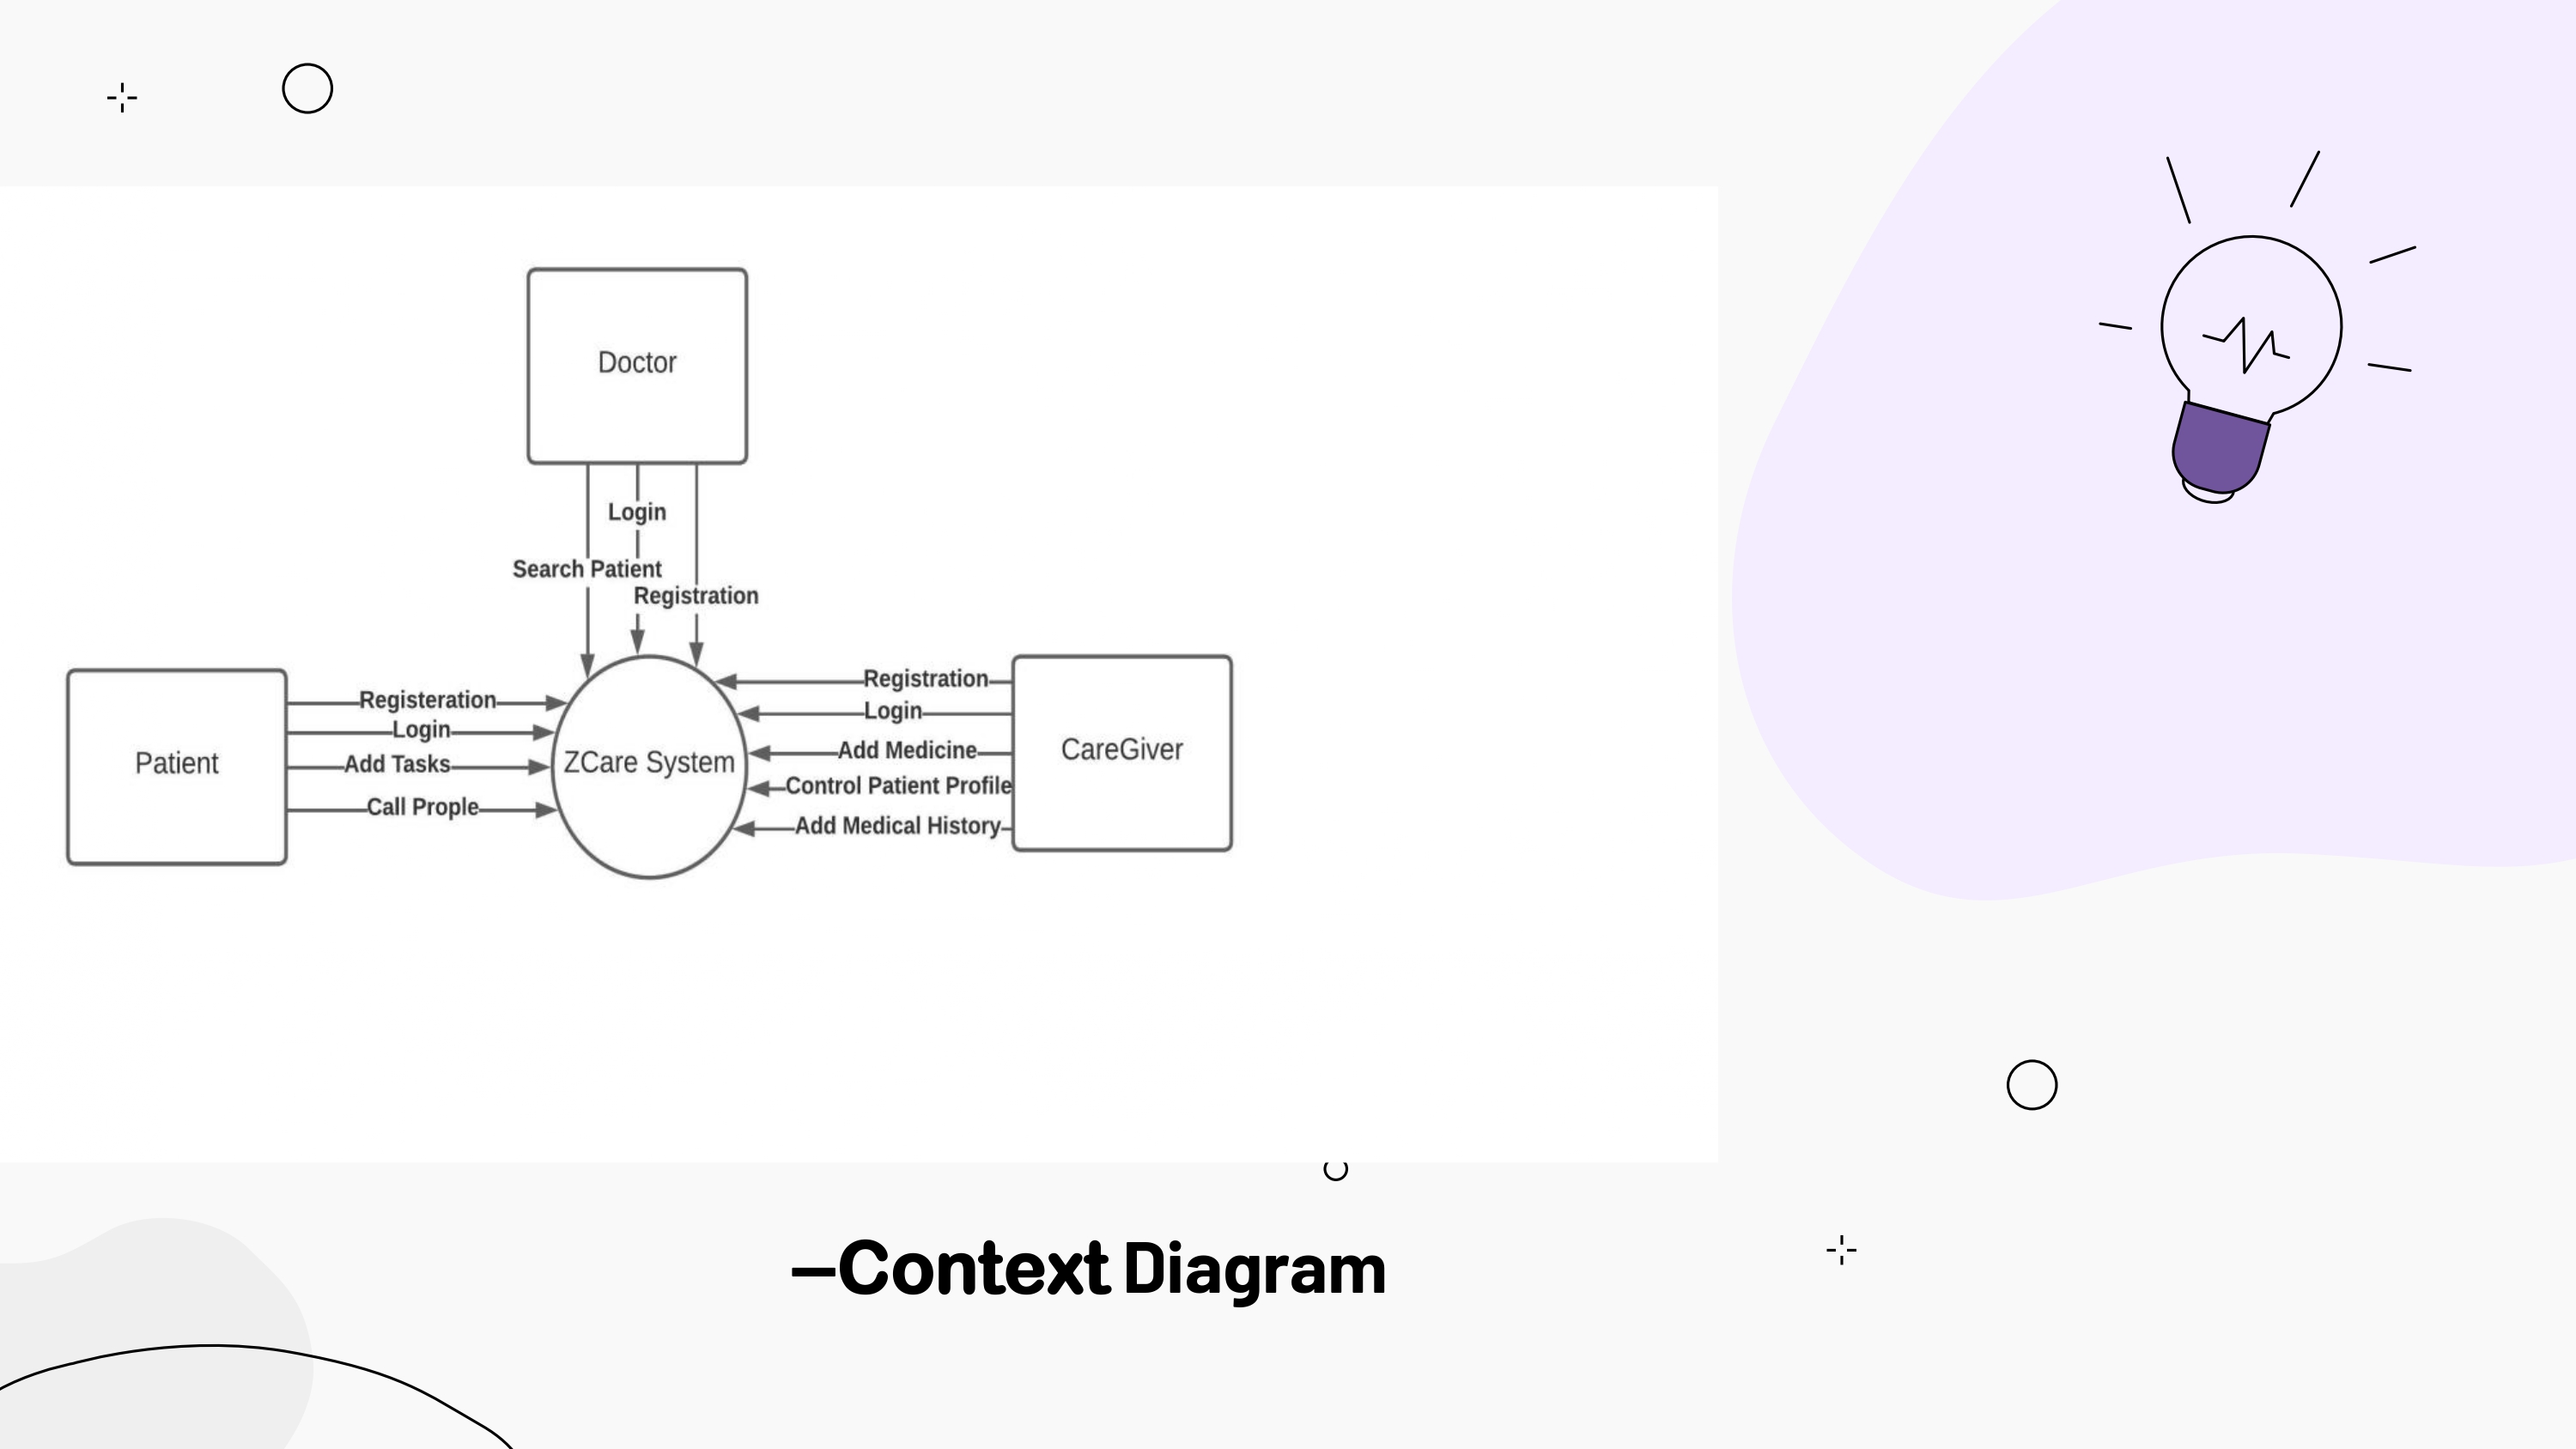 Doctor
Login
Search Patient
Registration
Registration
Registeration
Login
Login
Patient
Add Tasks
ZCare System
Add Medicine
CareGiver
Control Patient Profile
Call Prople
Add Medical History
–Context Diagram